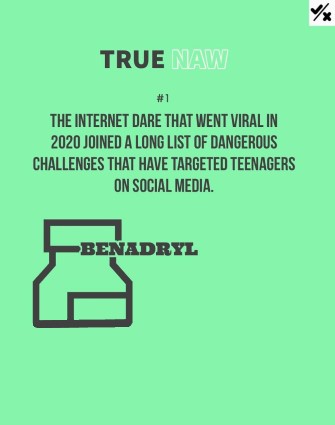 TRUE NAW
#1
THE INTERNET DARE THAT WENT VIRAL IN
2020 JOINED A LONG LIST OF DANGEROUS
CHALLENGES THAT HAVE TARGETED TEENAGERS
ON SOCIAL MEDIA.
BENADRYL